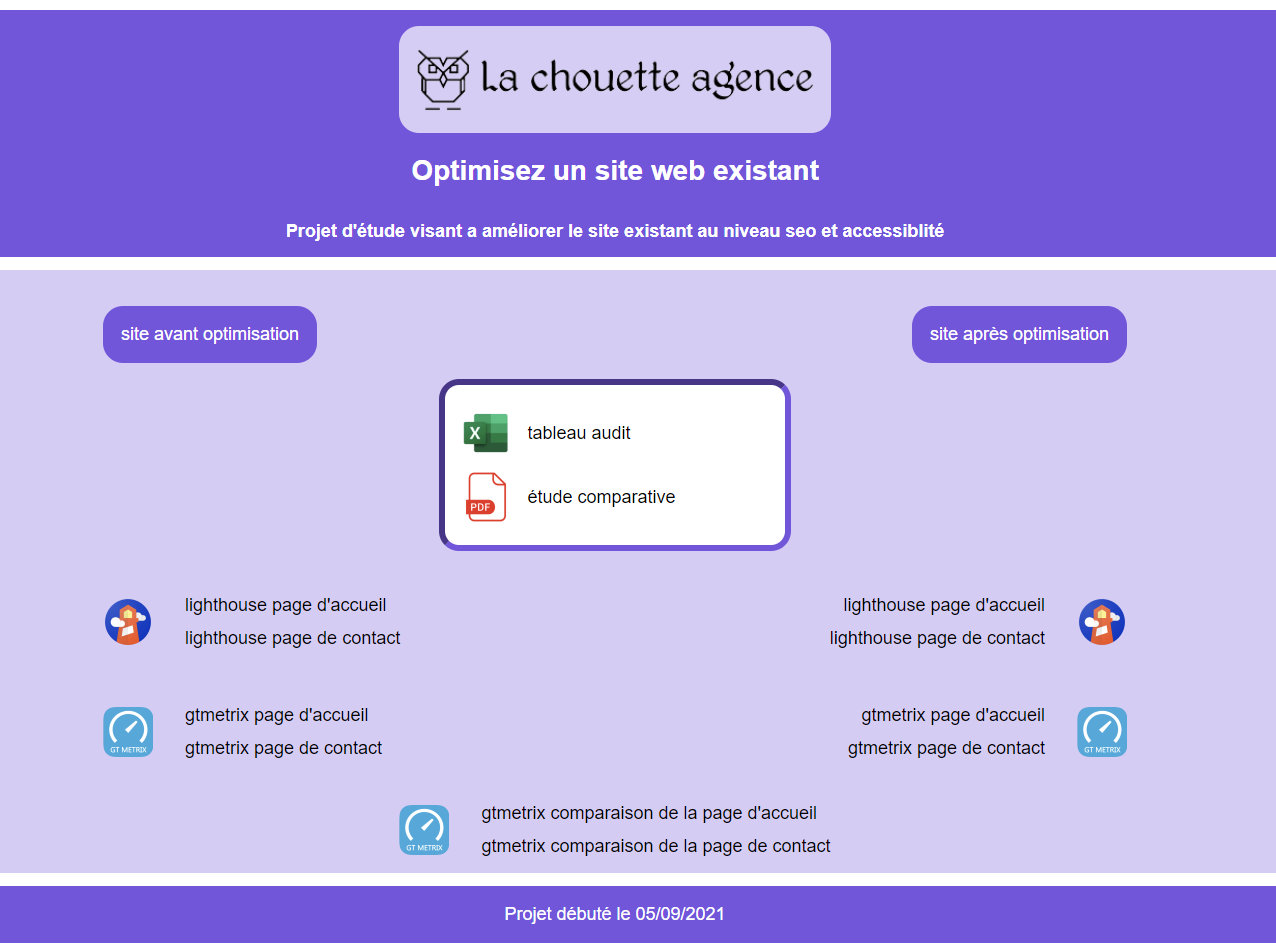 La chouette agence
Optimisez un site web existant
Projet d'étude visant a améliorer le site existant au niveau seo et accessiblité
site avant optimisation
site après optimisation
X
tableau audit
PDF
étude comparative
lighthouse page d'accueil
lighthouse page de contact
lighthouse page d'accueil
lighthouse page de contact
GT METRIX
gtmetrix page d'accueil
gtmetrix page de contact
gtmetrix page d'accueil
gtmetrix page de contact
GT METRIX
GT METRIX
gtmetrix comparaison de la page d'accueil
gtmetrix comparaison de la page de contact
Projet débuté le 05/09/2021